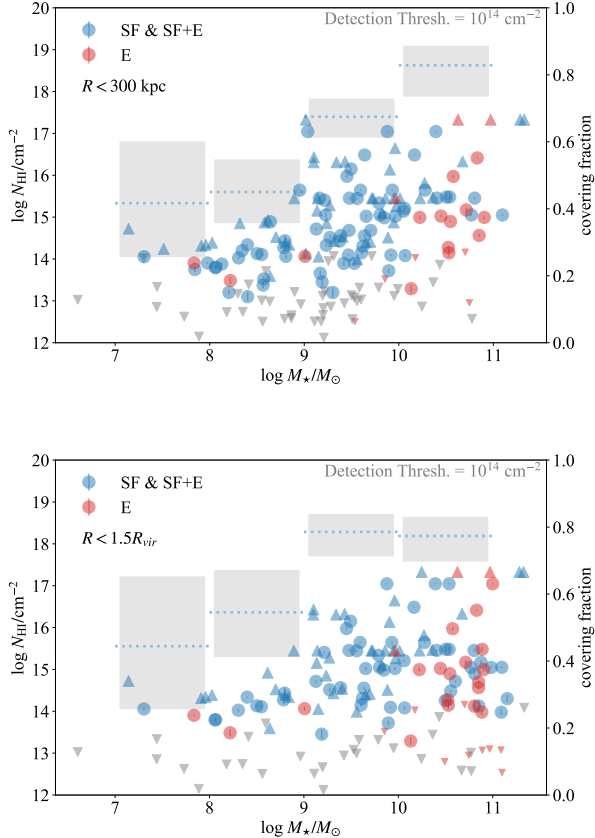 20
19
18
17
16
15
14
13
12
log N_HI/cm⁻²
SF & SF+E
E
R < 300 kpc
Detection Thresh. = 10¹⁴ cm⁻²
1.0
0.8
0.6
0.4
0.2
0.0
covering fraction
7 8 9 10 11
log M⋆/M⊙
20
19
18
17
16
15
14
13
12
log N_HI/cm⁻²
SF & SF+E
E
R < 1.5R_vir
Detection Thresh. = 10¹⁴ cm⁻²
1.0
0.8
0.6
0.4
0.2
0.0
covering fraction
7 8 9 10 11
log M⋆/M⊙